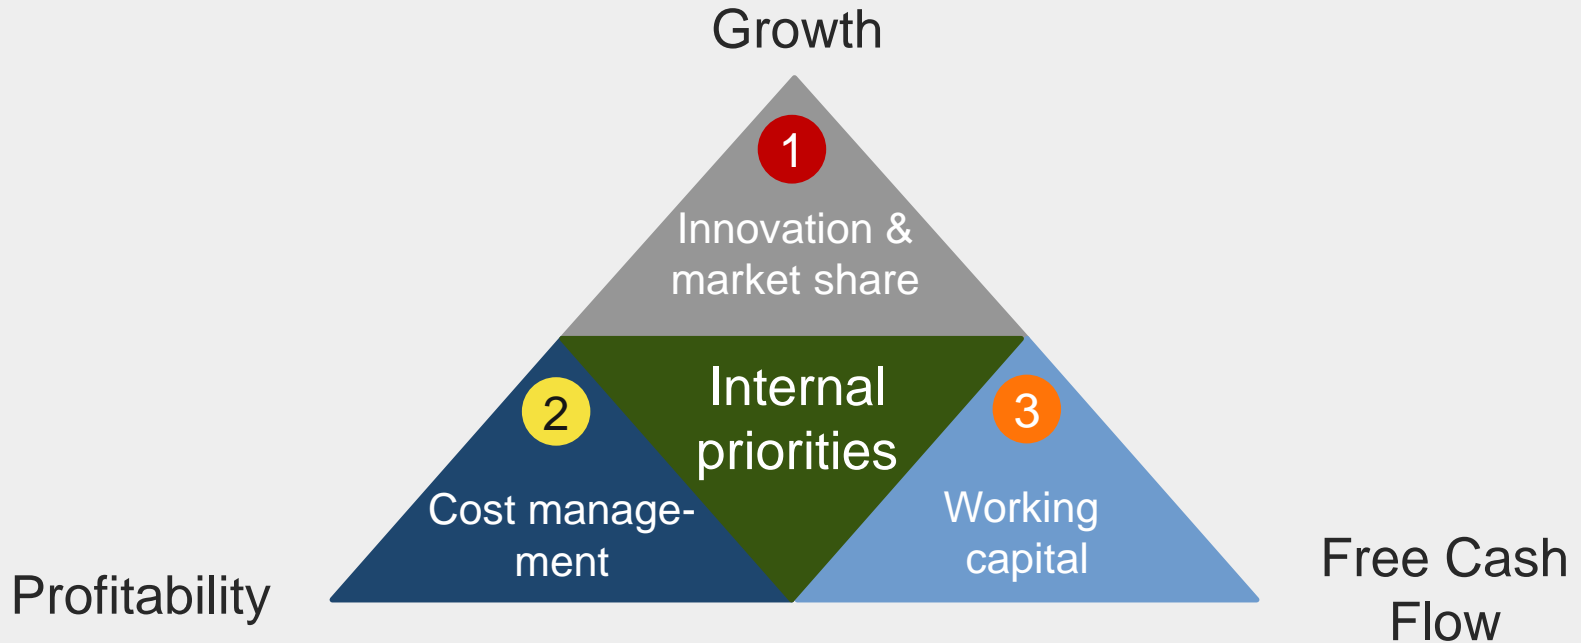 Growth
1
Innovation &
market share
Internal
priorities
2
Cost manage-
ment
3
Working
capital
Profitability
Free Cash
Flow